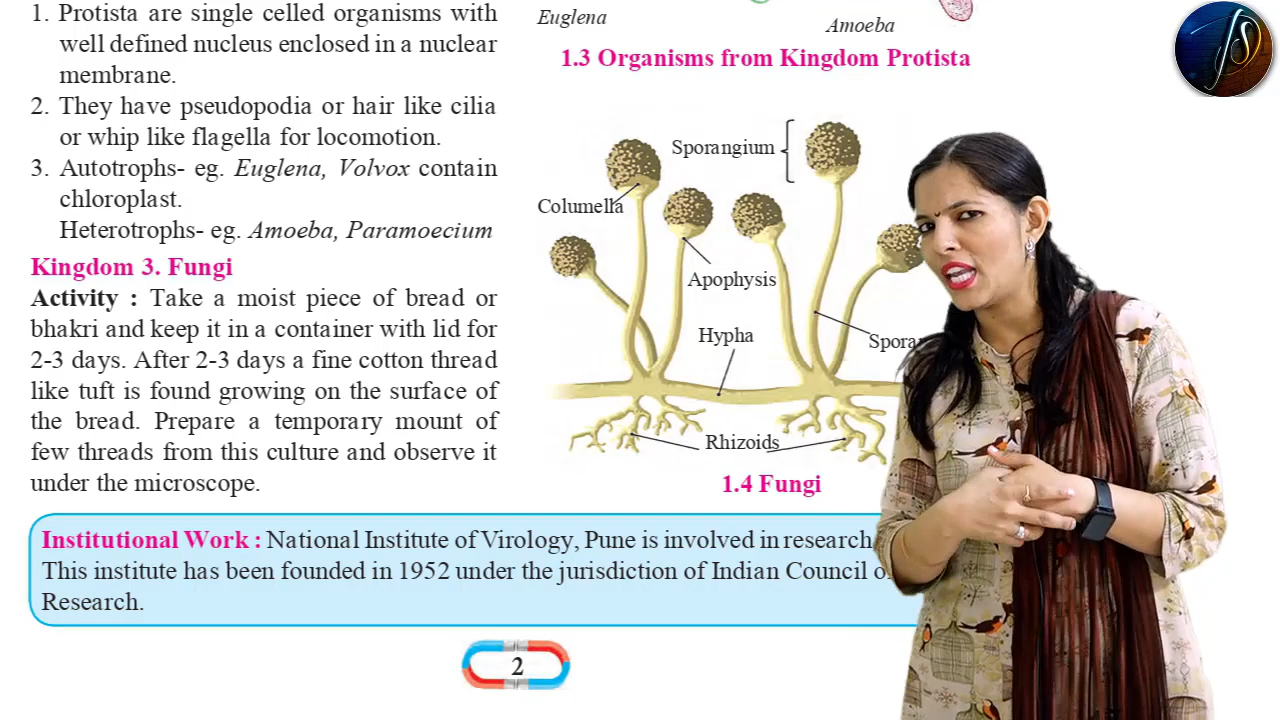 1. Protista are single celled organisms with
well defined nucleus enclosed in a nuclear
membrane.
2. They have pseudopodia or hair like cilia
or whip like flagella for locomotion.
3. Autotrophs- eg. Euglena, Volvox contain
chloroplast.
Heterotrophs- eg. Amoeba, Paramoecium
Kingdom 3. Fungi
Activity : Take a moist piece of bread or
bhakri and keep it in a container with lid for
2-3 days. After 2-3 days a fine cotton thread
like tuft is found growing on the surface of
the bread. Prepare a temporary mount of
few threads from this culture and observe it
under the microscope.
Euglena
Amoeba
1.3 Organisms from Kingdom Protista
Sporangium
Columella
Apophysis
Hypha
Rhizoids
1.4 Fungi
Institutional Work : National Institute of Virology, Pune is involved in research
This institute has been founded in 1952 under the jurisdiction of Indian Council
Research.
2